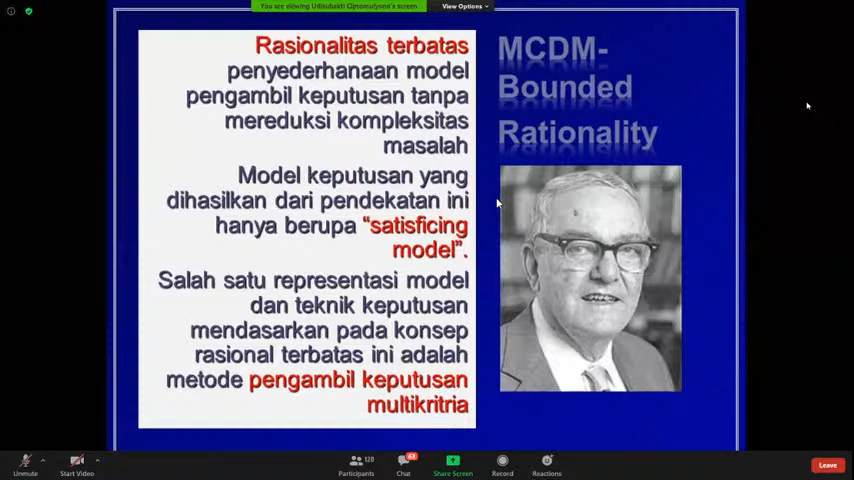 You are viewing Udisubakti Ciptomulyono's screen
View Options
Rasionalitas terbatas
penyederhanaan model
pengambil keputusan tanpa
mereduksi kompleksitas
masalah
Model keputusan yang
dihasilkan dari pendekatan ini
hanya berupa “satisficing
model”.
Salah satu representasi model
dan teknik keputusan
mendasarkan pada konsep
rasional terbatas ini adalah
metode pengambil keputusan
multikritria
MCDM-
Bounded
Rationality
Unmute
Start Video
128
Participants
63
Chat
Share Screen
Record
Reactions
Leave